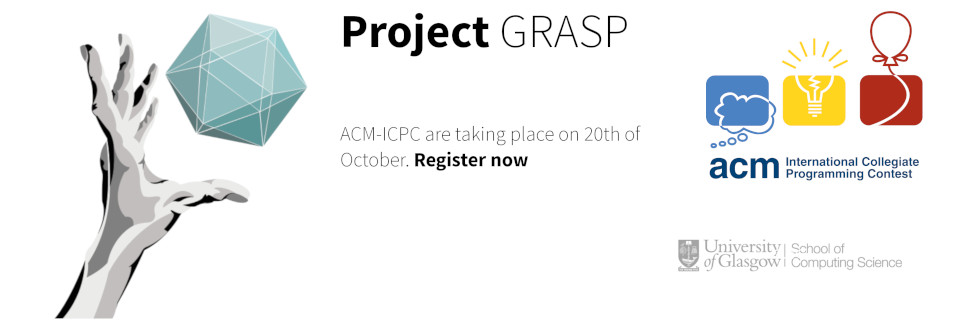 Project GRASP
ACM-ICPC are taking place on 20th of
October. Register now
acm International Collegiate
Programming Contest
University
of Glasgow
School of
Computing Science